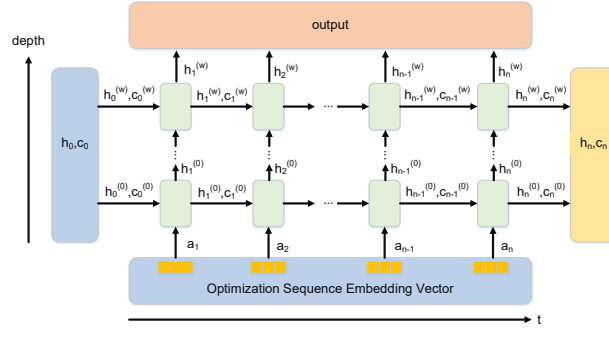 output
depth
h₁⁽ʷ⁾ h₂⁽ʷ⁾ hₙ₋₁⁽ʷ⁾ hₙ⁽ʷ⁾
h₀⁽ʷ⁾,c₀⁽ʷ⁾ h₁⁽ʷ⁾,c₁⁽ʷ⁾ ... hₙ₋₁⁽ʷ⁾,cₙ₋₁⁽ʷ⁾ hₙ⁽ʷ⁾,cₙ⁽ʷ⁾
h₀,c₀ ... ... ... ... hₙ,cₙ
h₁⁽⁰⁾ h₂⁽⁰⁾ hₙ₋₁⁽⁰⁾ hₙ⁽⁰⁾
h₀⁽⁰⁾,c₀⁽⁰⁾ h₁⁽⁰⁾,c₁⁽⁰⁾ ... hₙ₋₁⁽⁰⁾,cₙ₋₁⁽⁰⁾ hₙ⁽⁰⁾,cₙ⁽⁰⁾
a₁ a₂ aₙ₋₁ aₙ
Optimization Sequence Embedding Vector
t